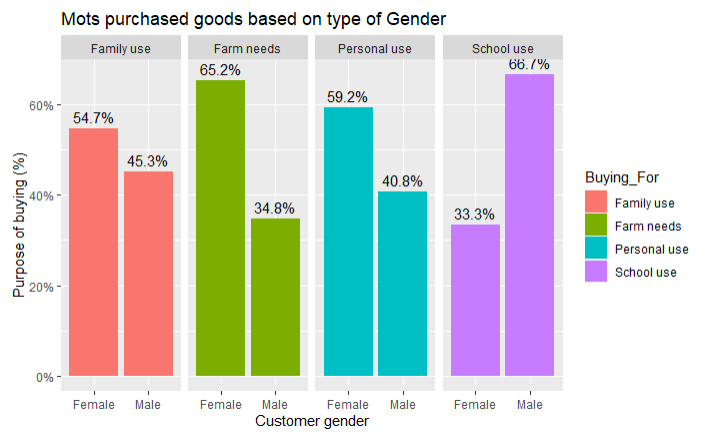 Mots purchased goods based on type of Gender
Family use Farm needs Personal use School use
54.7% 45.3% 65.2% 34.8% 59.2% 40.8% 33.3% 66.7%
Purpose of buying (%)
60%
40%
20%
0%
Female Male Female Male Female Male Female Male
Customer gender
Buying_For
Family use
Farm needs
Personal use
School use